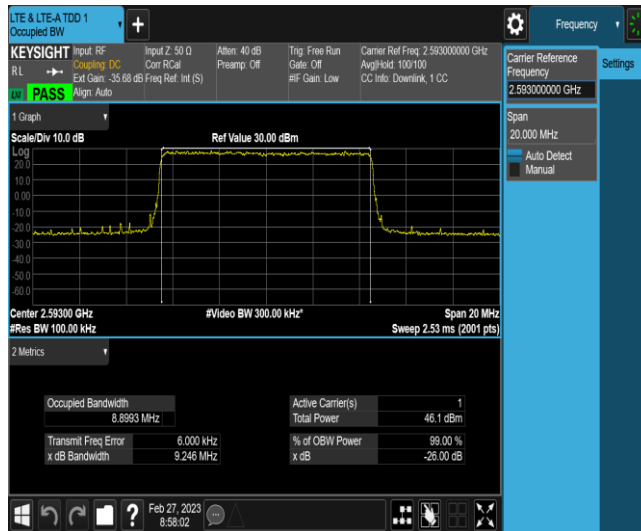 LTE & LTE-A TDD 1
Occupied BW
Frequency
KEYSIGHT Input: RF Input Z: 50 Ω Atten: 40 dB Trig: Free Run Carrier Ref Freq: 2.593000000 GHz
RL Coupling: DC Corr RCal Preamp: Off Gate: Off Avg|Hold: 100/100
Ext Gain: -35.68 dB Freq Ref: Int (S) #IF Gain: Low CC Info: Downlink, 1 CC
PASS Align: Auto
Carrier Reference
Frequency
2.593000000 GHz
Settings
Span
20.000 MHz
Auto Detect
Manual
1 Graph
Scale/Div 10.0 dB Ref Value 30.00 dBm
Log
20.0
10.0
0.00
-10.0
-20.0
-30.0
-40.0
-50.0
-60.0
Center 2.59300 GHz #Video BW 300.00 kHz* Span 20 MHz
#Res BW 100.00 kHz Sweep 2.53 ms (2001 pts)
2 Metrics
Occupied Bandwidth
8.8993 MHz
Active Carrier(s) 1
Total Power 46.1 dBm
Transmit Freq Error 6.000 kHz
x dB Bandwidth 9.246 MHz
% of OBW Power 99.00 %
x dB -26.00 dB
Feb 27, 2023
8:58:02